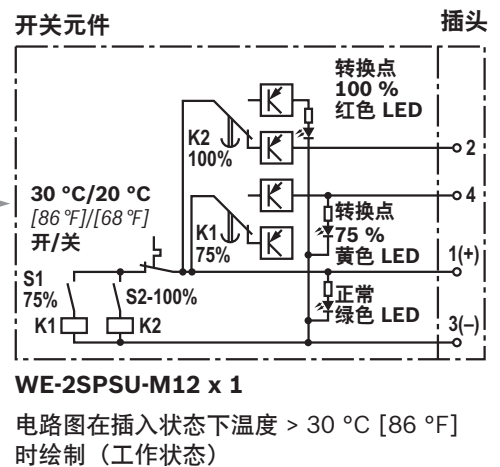 开关元件
插头
转换点
100 %
红色 LED
K2
100%
2
4
30 °C/20 °C
[86 °F]/[68 °F]
开/关
K1
75%
转换点
75 %
黄色 LED
1(+)
S1
75%
S2-100%
K1
K2
正常
绿色 LED
3(–)
WE-2SPSU-M12 x 1
电路图在插入状态下温度 > 30 °C [86 °F]
时绘制（工作状态）